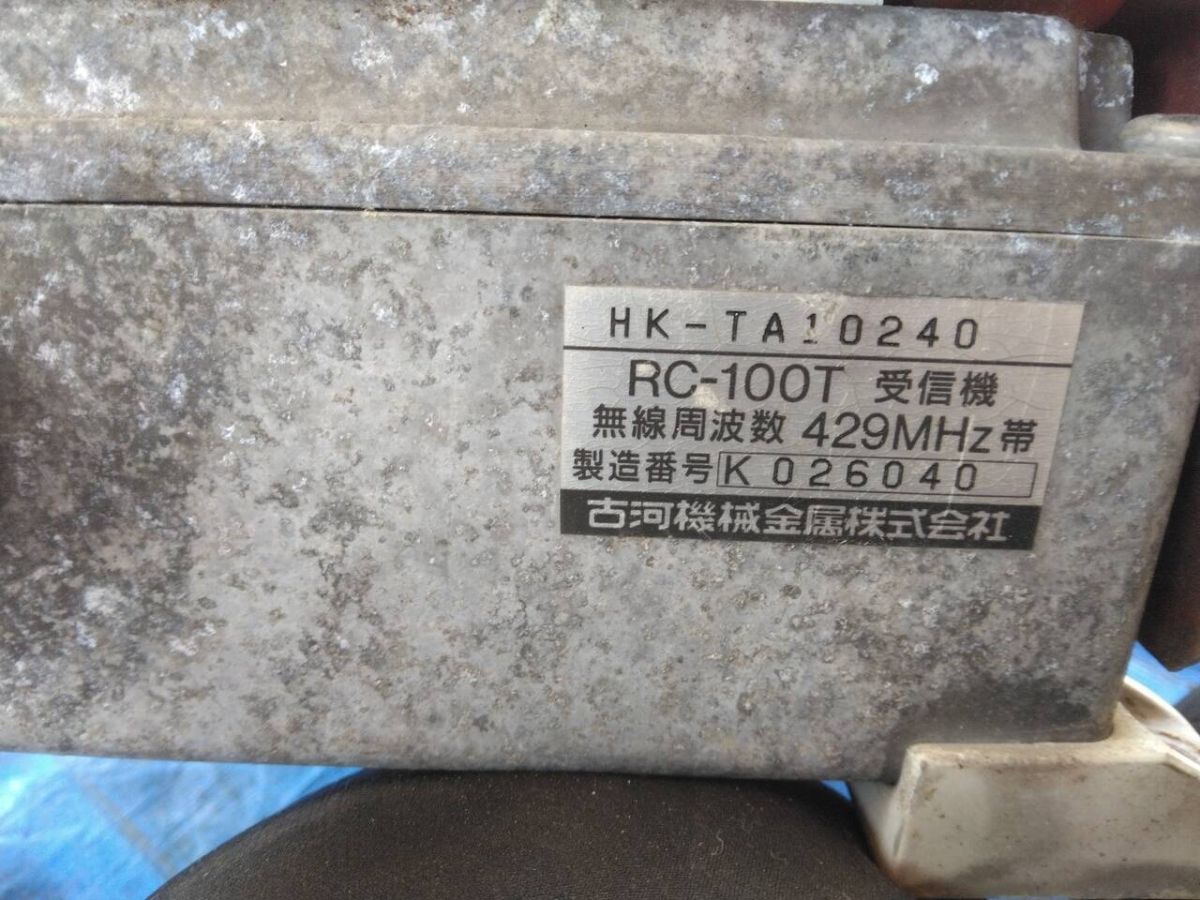 HK-TA10240
RC-100T 受信機
無線周波数 429MHz帯
製造番号 K 026040
古河機械金属株式会社